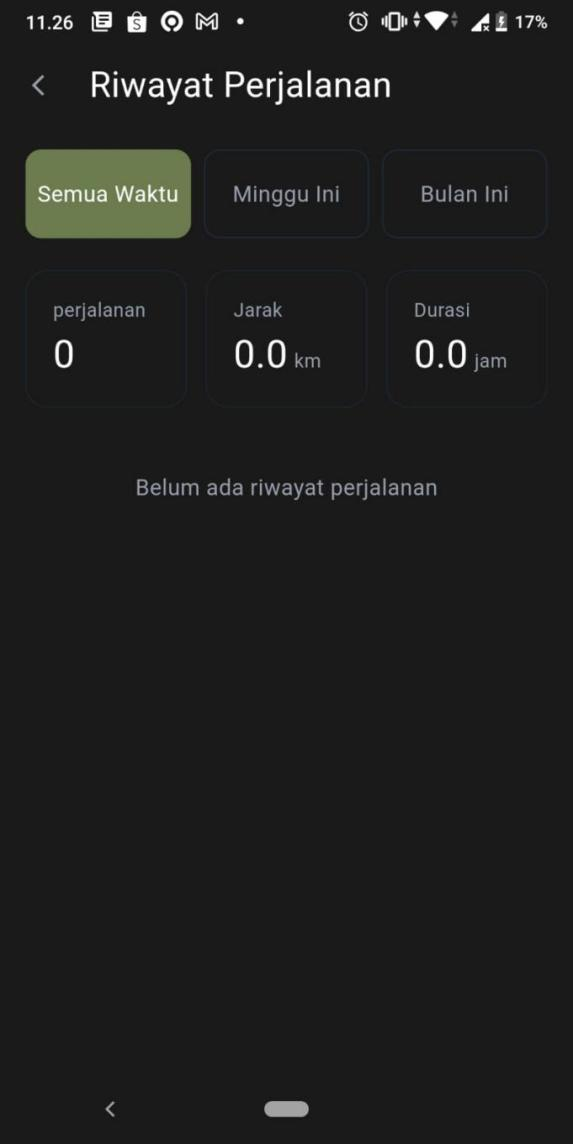 11.26 17%
Riwayat Perjalanan
Semua Waktu Minggu Ini Bulan Ini
perjalanan Jarak Durasi
0 0.0 km 0.0 jam
Belum ada riwayat perjalanan